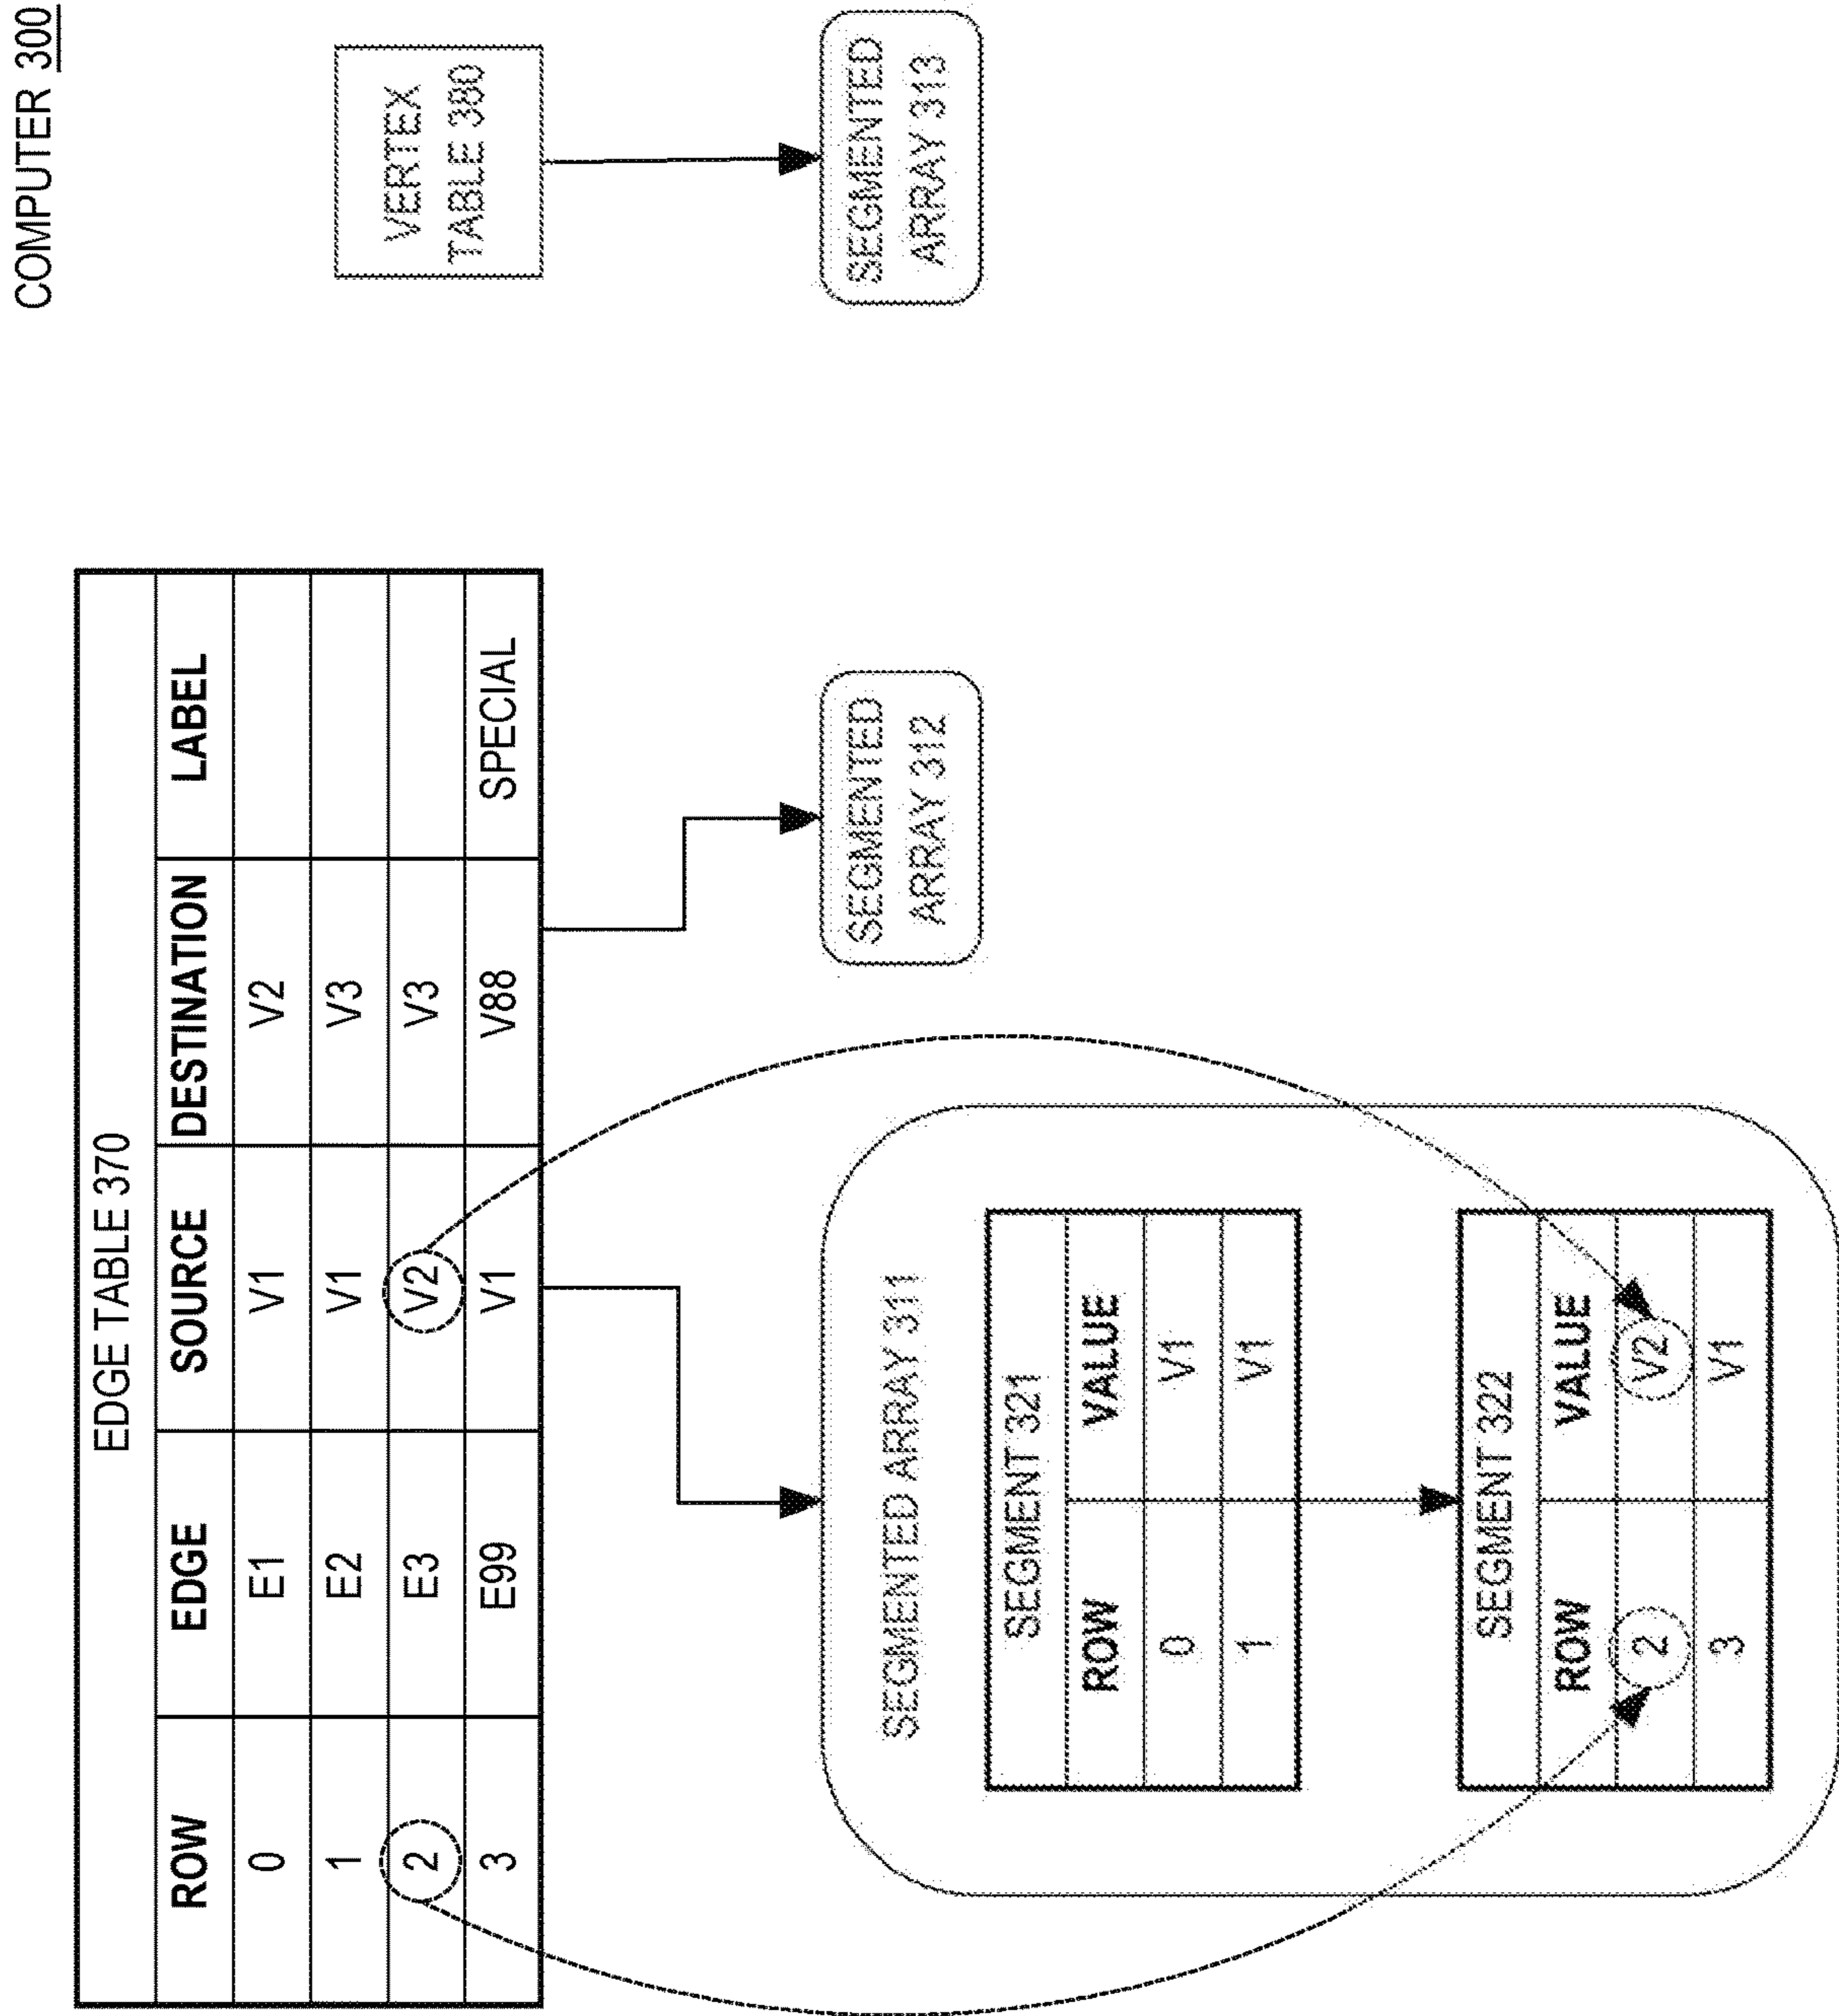 COMPUTER 300
EDGE TABLE 370
ROW EDGE SOURCE DESTINATION LABEL
0 E1 V1 V2
1 E2 V1 V3
2 E3 V2 V3
3 E99 V1 V88 SPECIAL
VERTEX
TABLE 380
SEGMENTED ARRAY 311
SEGMENT 321
ROW VALUE
0 V1
1 V1
SEGMENT 322
ROW VALUE
2 V2
3 V1
SEGMENTED
ARRAY 312
SEGMENTED
ARRAY 313